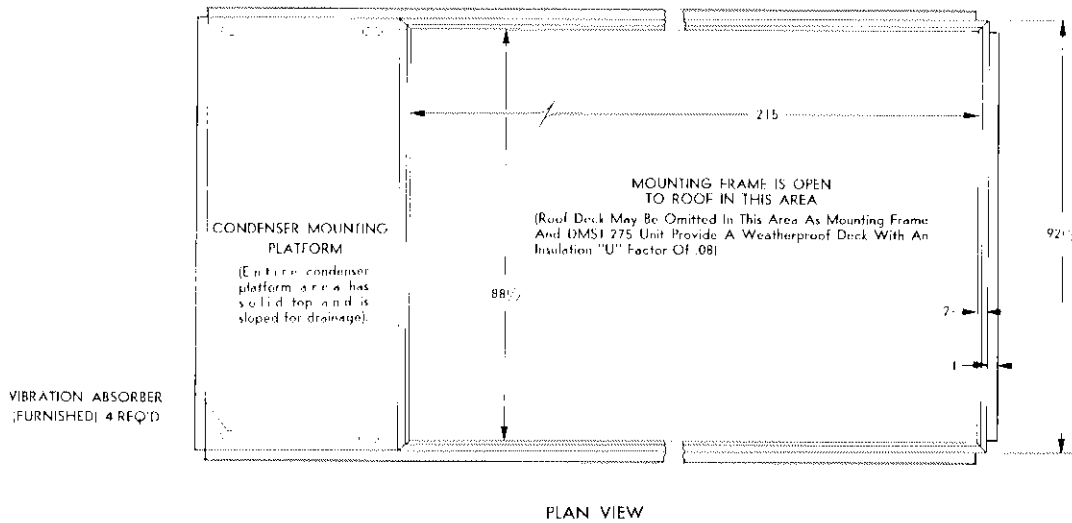 215
MOUNTING FRAME IS OPEN
TO ROOF IN THIS AREA
(Roof Deck May Be Omitted In This Area As Mounting Frame
And DMS1 275 Unit Provide A Weatherproof Deck With An
Insulation "U" Factor Of .08)
CONDENSER MOUNTING
PLATFORM
(Entire condenser
platform area has
solid top and is
sloped for drainage).
88½
92½
2
1
VIBRATION ABSORBER
(FURNISHED) 4 REQ'D
PLAN VIEW